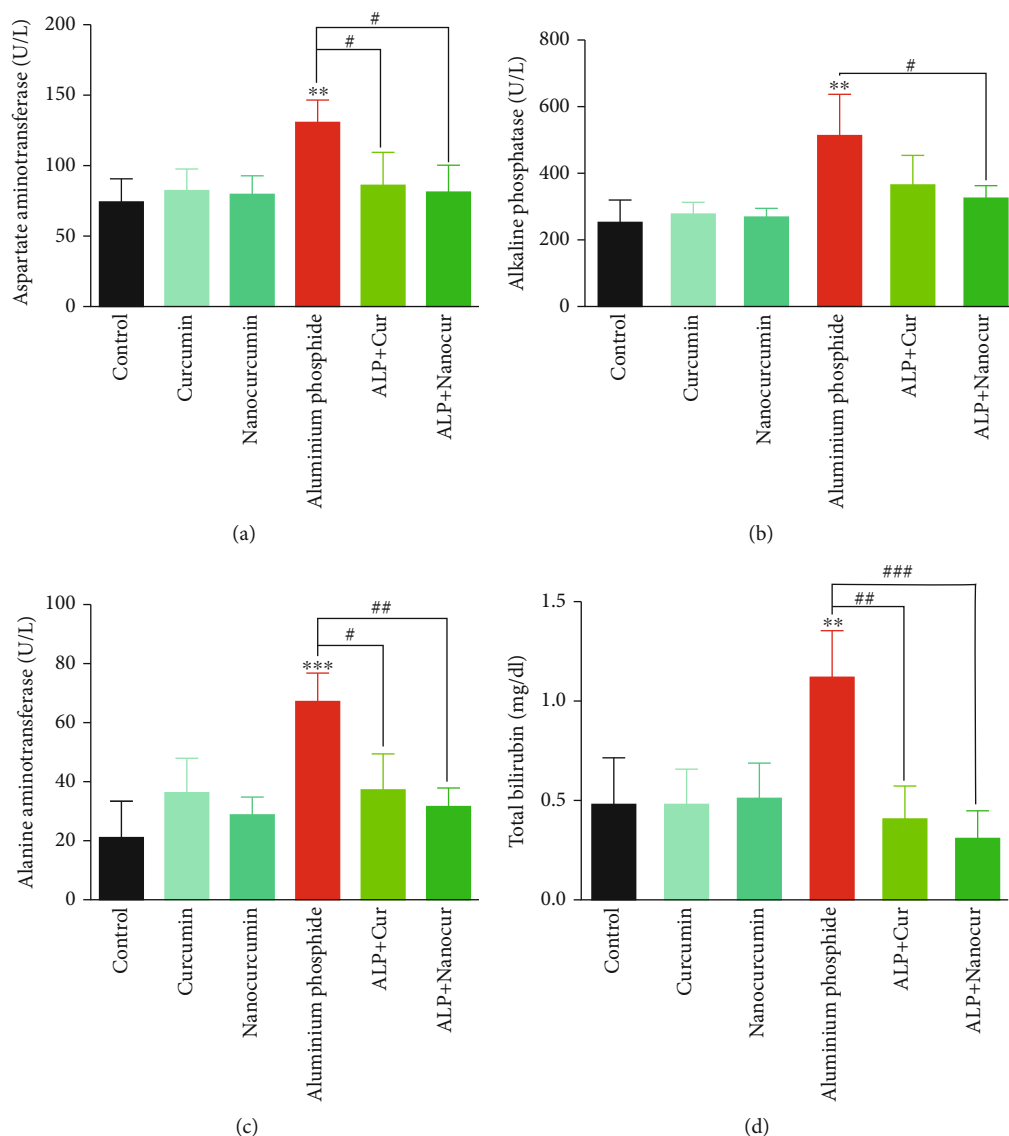 Aspartate aminotransferase (U/L)
200
150
100
50
0
**
#
#
Control
Curcumin
Nanocurcumin
Aluminium phosphide
ALP+Cur
ALP+Nanocur
(a)
Alkaline phosphatase (U/L)
800
600
400
200
0
**
#
Control
Curcumin
Nanocurcumin
Aluminium phosphide
ALP+Cur
ALP+Nanocur
(b)
Alanine aminotransferase (U/L)
100
80
60
40
20
0
***
#
##
Control
Curcumin
Nanocurcumin
Aluminium phosphide
ALP+Cur
ALP+Nanocur
(c)
Total bilirubin (mg/dl)
1.5
1.0
0.5
0.0
**
##
###
Control
Curcumin
Nanocurcumin
Aluminium phosphide
ALP+Cur
ALP+Nanocur
(d)